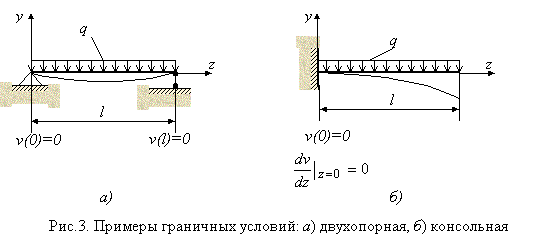 y
q
z
l
v(0)=0
v(l)=0
а)
y
q
z
l
v(0)=0
dv/dz|z=0 = 0
б)
Рис.3. Примеры граничных условий: а) двухопорная, б) консольная